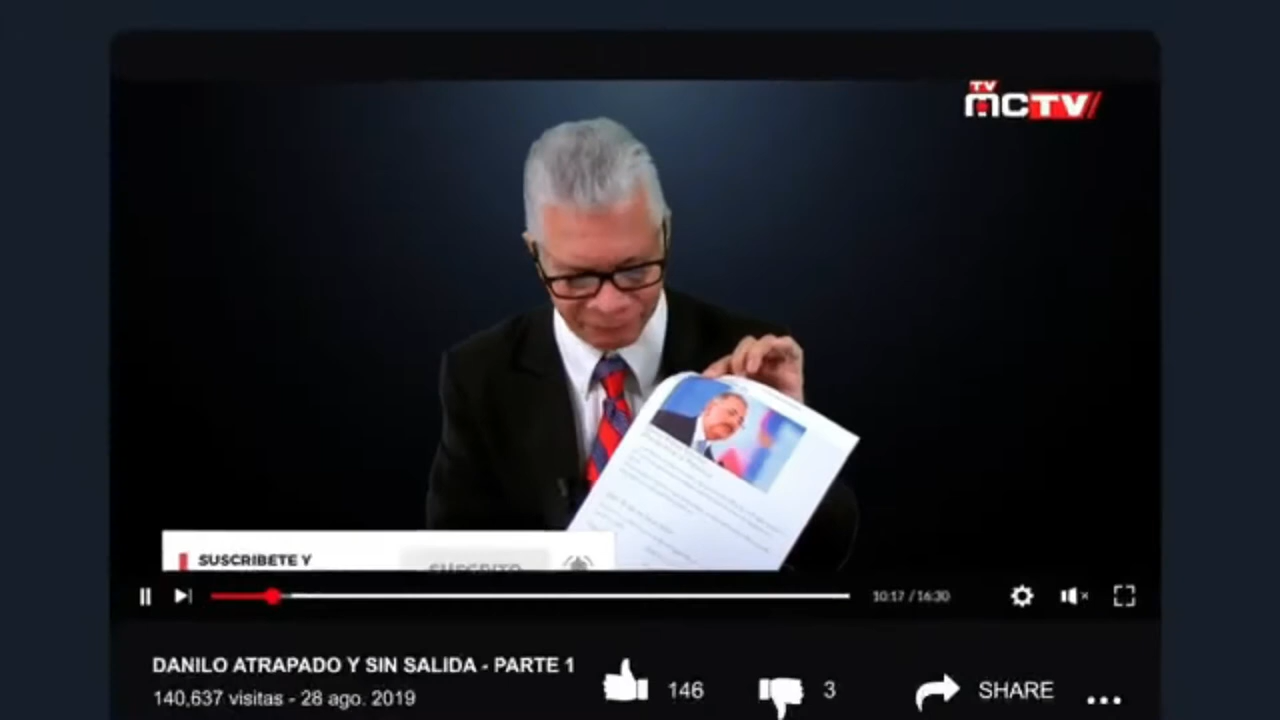 TV
MCTV
SUSCRIBETE Y
SUSCRITO
10:17 / 16:30
DANILO ATRAPADO Y SIN SALIDA - PARTE 1
140,637 visitas - 28 ago. 2019
146
3
SHARE